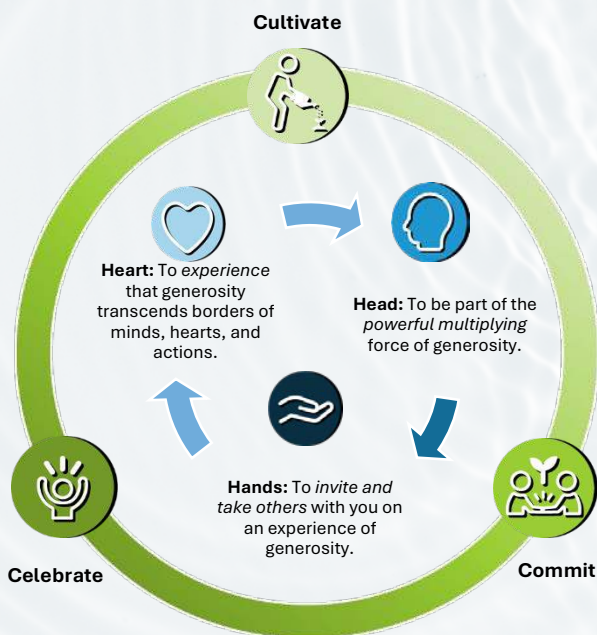 Cultivate
Heart: To experience
that generosity
transcends borders of
minds, hearts, and
actions.
Head: To be part of the
powerful multiplying
force of generosity.
Hands: To invite and
take others with you on
an experience of
generosity.
Celebrate
Commit